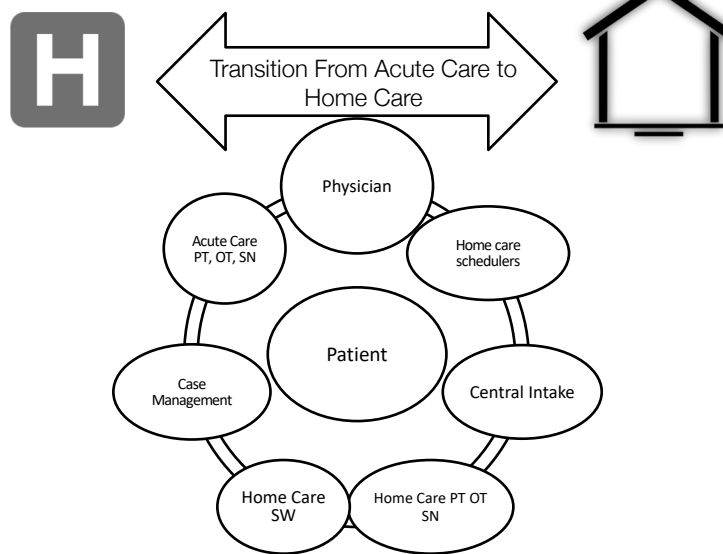 H
Transition From Acute Care to
Home Care
Physician
Acute Care
PT, OT, SN
Home care
schedulers
Patient
Case
Management
Central Intake
Home Care
SW
Home Care PT OT
SN